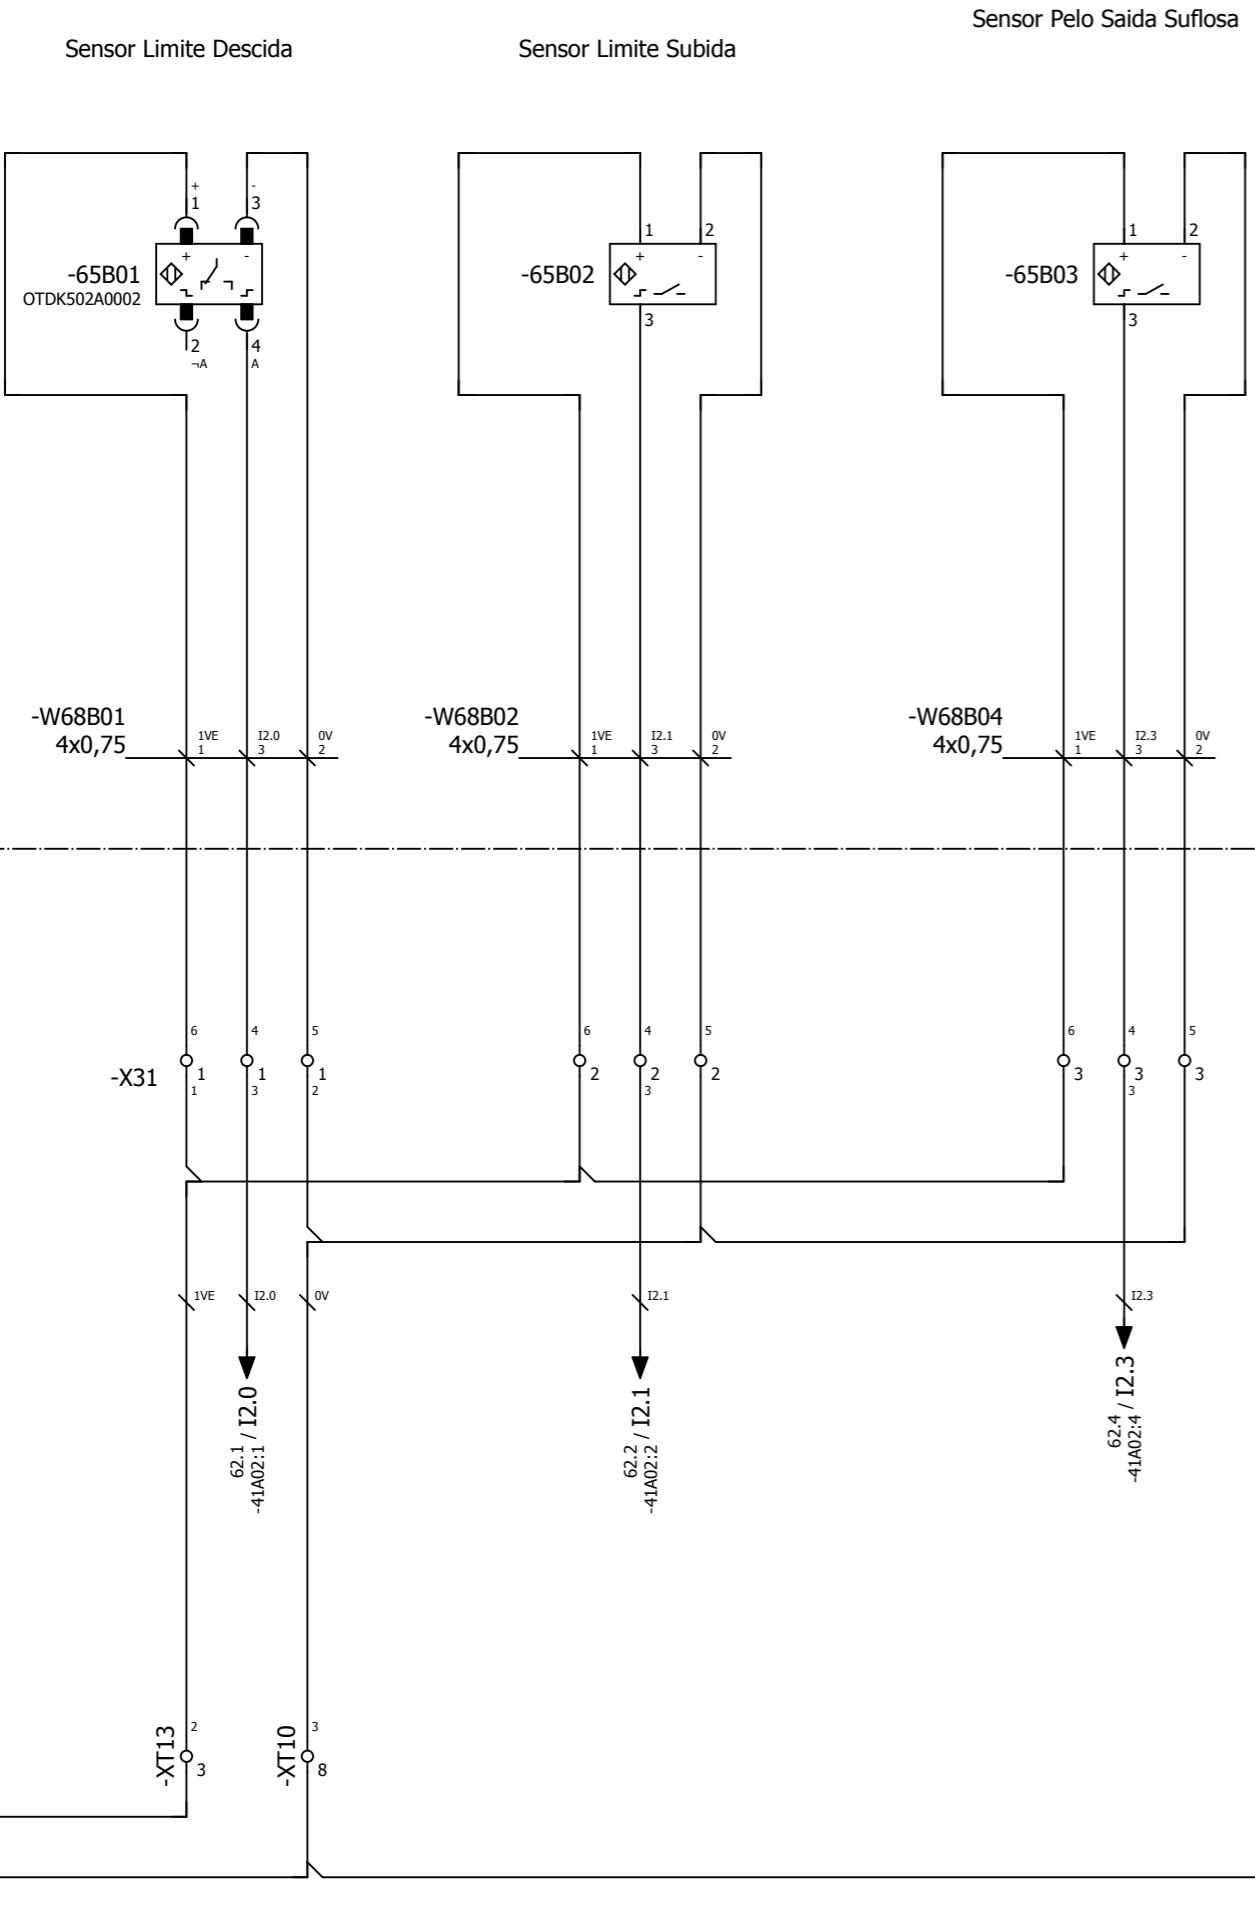 Sensor Limite Descida
Sensor Limite Subida
Sensor Pelo Saida Suflosa
+
1
-
3
-65B01
OTDK502A0002
+
-
2
¬A
4
A
1
2
-65B02
+
-
3
1
2
-65B03
+
-
3
-W68B01
4x0,75
1VE
1
I2.0
3
0V
2
-W68B02
4x0,75
1VE
1
I2.1
3
0V
2
-W68B04
4x0,75
1VE
1
I2.3
3
0V
2
-X31
6
1
1
4
1
3
5
1
2
6
2
4
2
3
5
2
6
3
4
3
3
5
3
1VE
I2.0
0V
I2.1
I2.3
62.1 / I2.0
-41A02:1
62.2 / I2.1
-41A02:2
62.4 / I2.3
-41A02:4
-XT13
2
3
-XT10
3
8